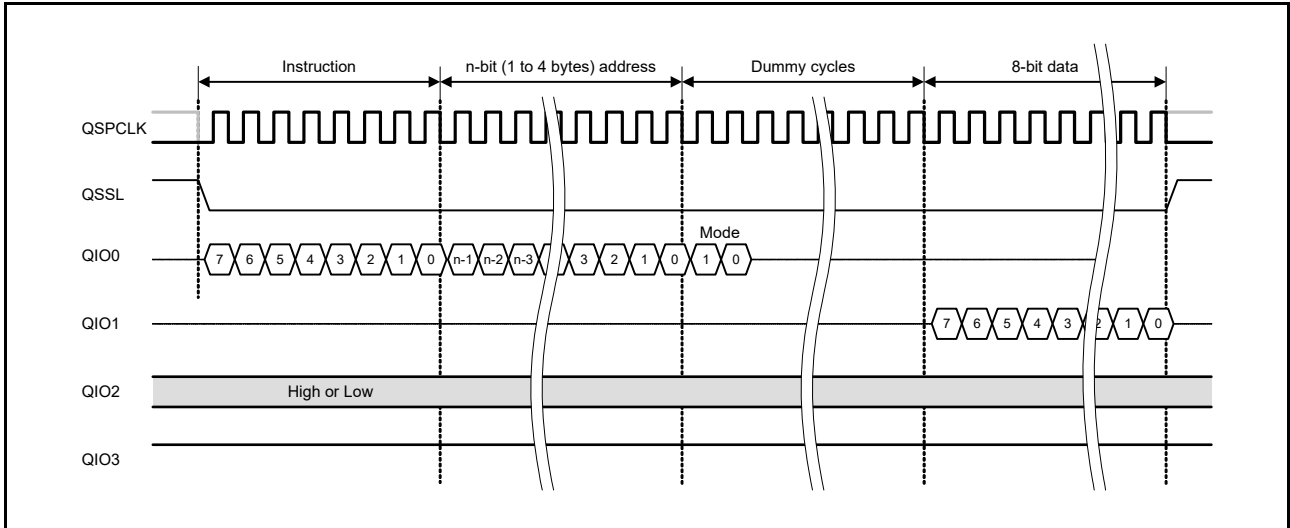 Instruction n-bit (1 to 4 bytes) address Dummy cycles 8-bit data
QSPCLK
QSSL
Mode
QIO0 7 6 5 4 3 2 1 0 n-1 n-2 n-3 3 2 1 0 1 0
QIO1 7 6 5 4 3 2 1 0
QIO2 High or Low
QIO3